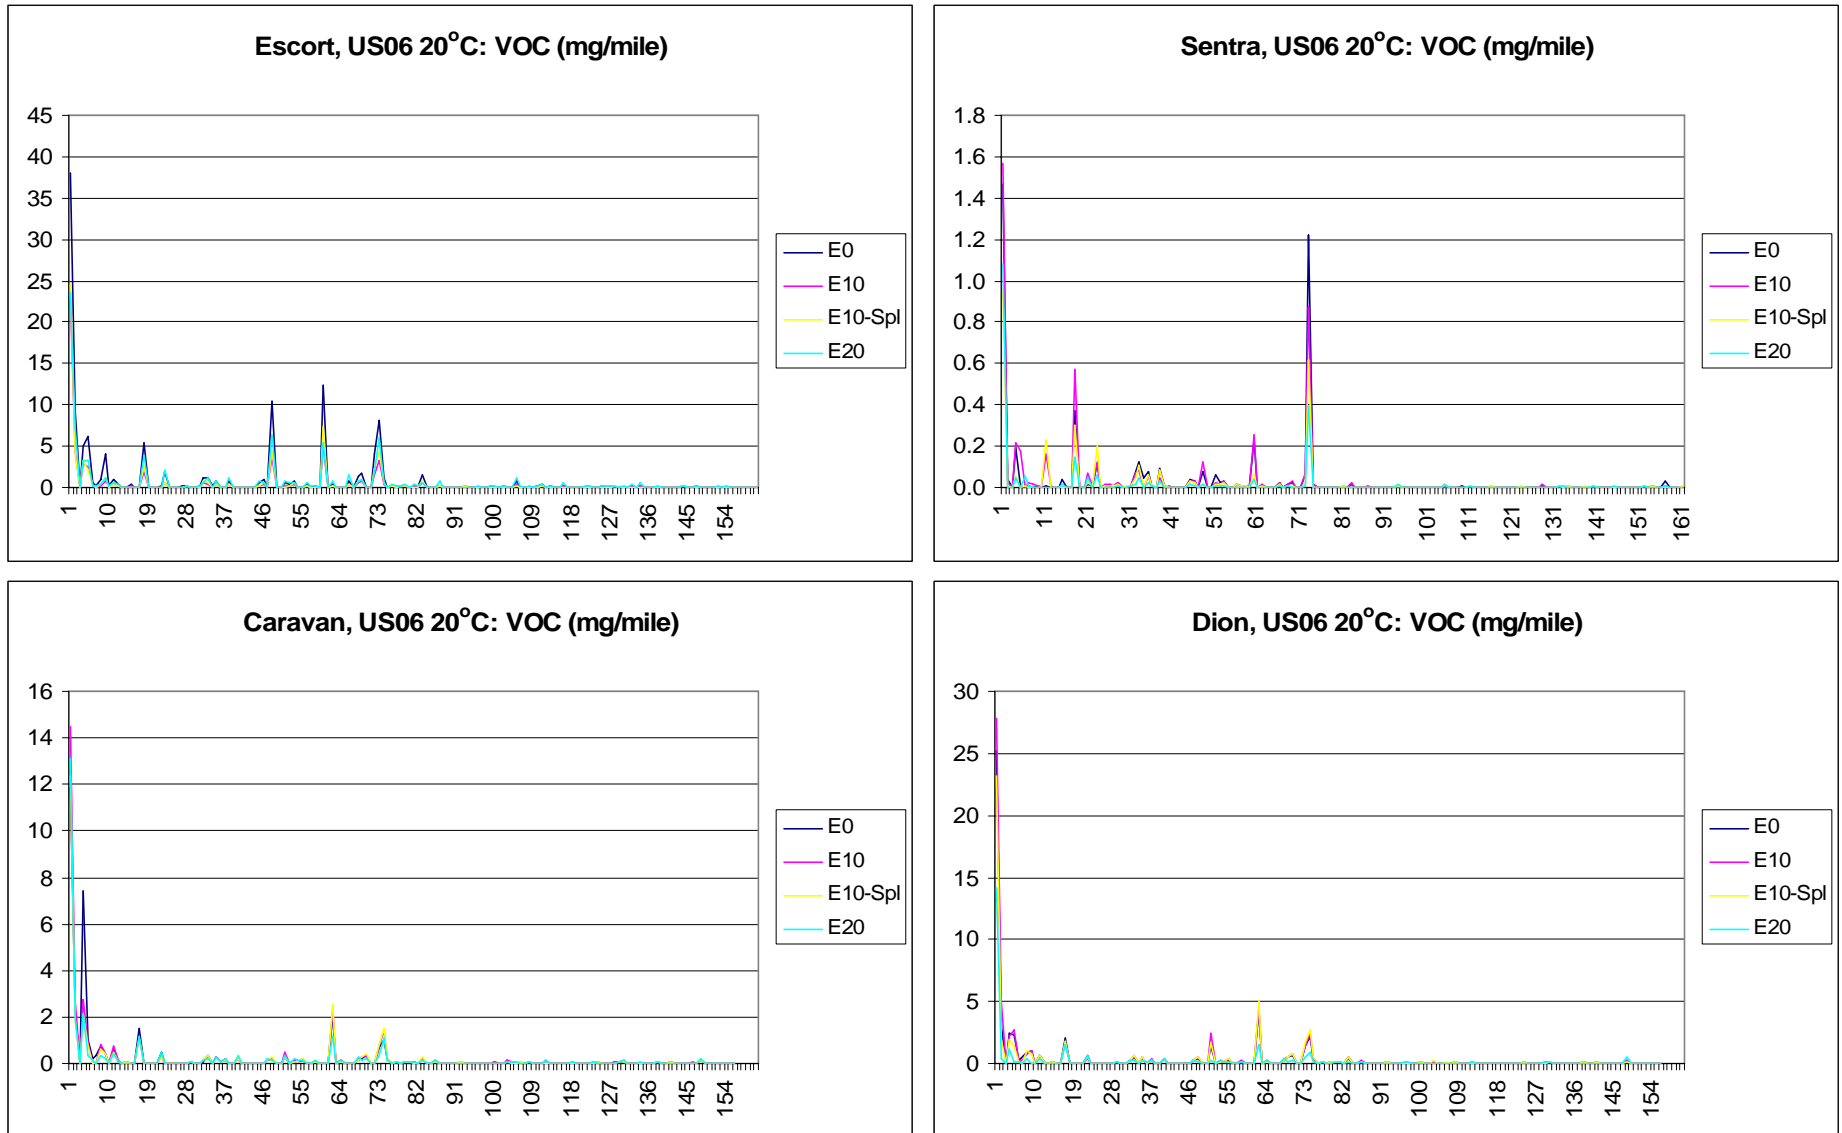 Escort, US06 20°C: VOC (mg/mile)
45
40
35
30
25
20
15
10
5
0
1 10 19 28 37 46 55 64 73 82 91 100 109 118 127 136 145 154
E0
E10
E10-Spl
E20
Sentra, US06 20°C: VOC (mg/mile)
1.8
1.6
1.4
1.2
1.0
0.8
0.6
0.4
0.2
0.0
1 11 21 31 41 51 61 71 81 91 101 111 121 131 141 151 161
E0
E10
E10-Spl
E20
Caravan, US06 20°C: VOC (mg/mile)
16
14
12
10
8
6
4
2
0
1 10 19 28 37 46 55 64 73 82 91 100 109 118 127 136 145 154
E0
E10
E10-Spl
E20
Dion, US06 20°C: VOC (mg/mile)
30
25
20
15
10
5
0
1 10 19 28 37 46 55 64 73 82 91 100 109 118 127 136 145 154
E0
E10
E10-Spl
E20